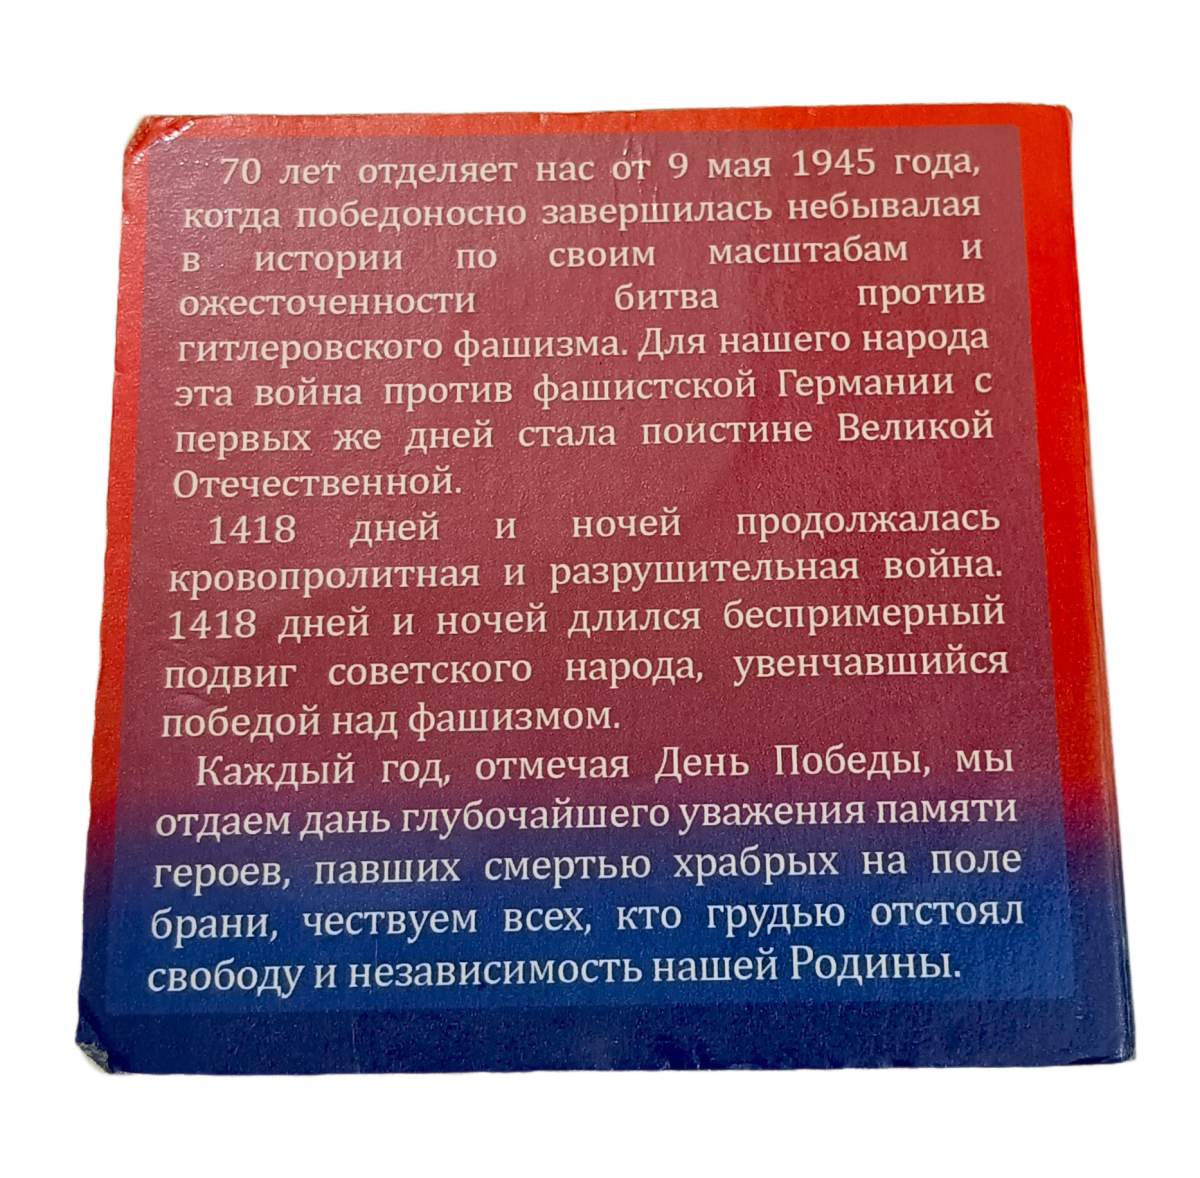 70 лет отделяет нас от 9 мая 1945 года,
когда победоносно завершилась небывалая
в истории по своим масштабам и
ожесточенности битва против
гитлеровского фашизма. Для нашего народа
эта война против фашистской Германии с
первых же дней стала поистине Великой
Отечественной.
1418 дней и ночей продолжалась
кровопролитная и разрушительная война.
1418 дней и ночей длился беспримерный
подвиг советского народа, увенчавшийся
победой над фашизмом.
Каждый год, отмечая День Победы, мы
отдаем дань глубочайшего уважения памяти
героев, павших смертью храбрых на поле
брани, чествуем всех, кто грудью отстоял
свободу и независимость нашей Родины.